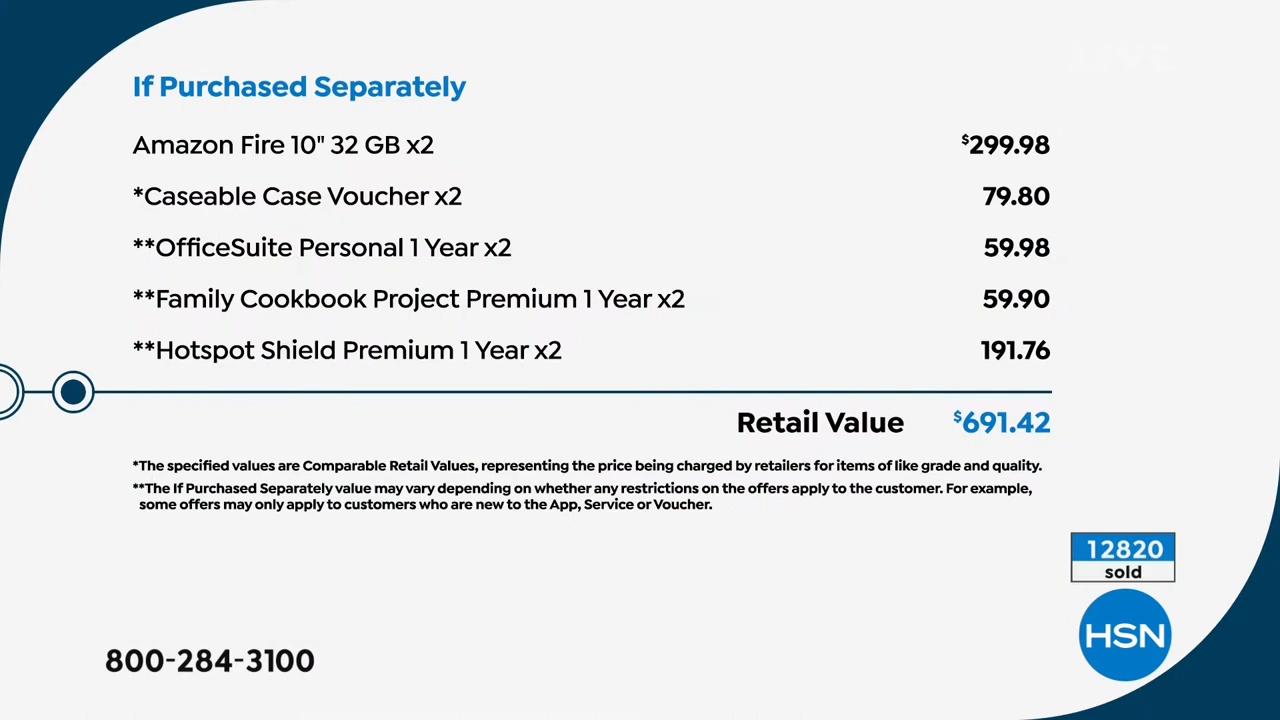 If Purchased Separately
Amazon Fire 10" 32 GB x2 $299.98
*Caseable Case Voucher x2 79.80
**OfficeSuite Personal 1 Year x2 59.98
**Family Cookbook Project Premium 1 Year x2 59.90
**Hotspot Shield Premium 1 Year x2 191.76
Retail Value $691.42
*The specified values are Comparable Retail Values, representing the price being charged by retailers for items of like grade and quality.
**The If Purchased Separately value may vary depending on whether any restrictions on the offers apply to the customer. For example,
some offers may only apply to customers who are new to the App, Service or Voucher.
12820
sold
HSN
800-284-3100